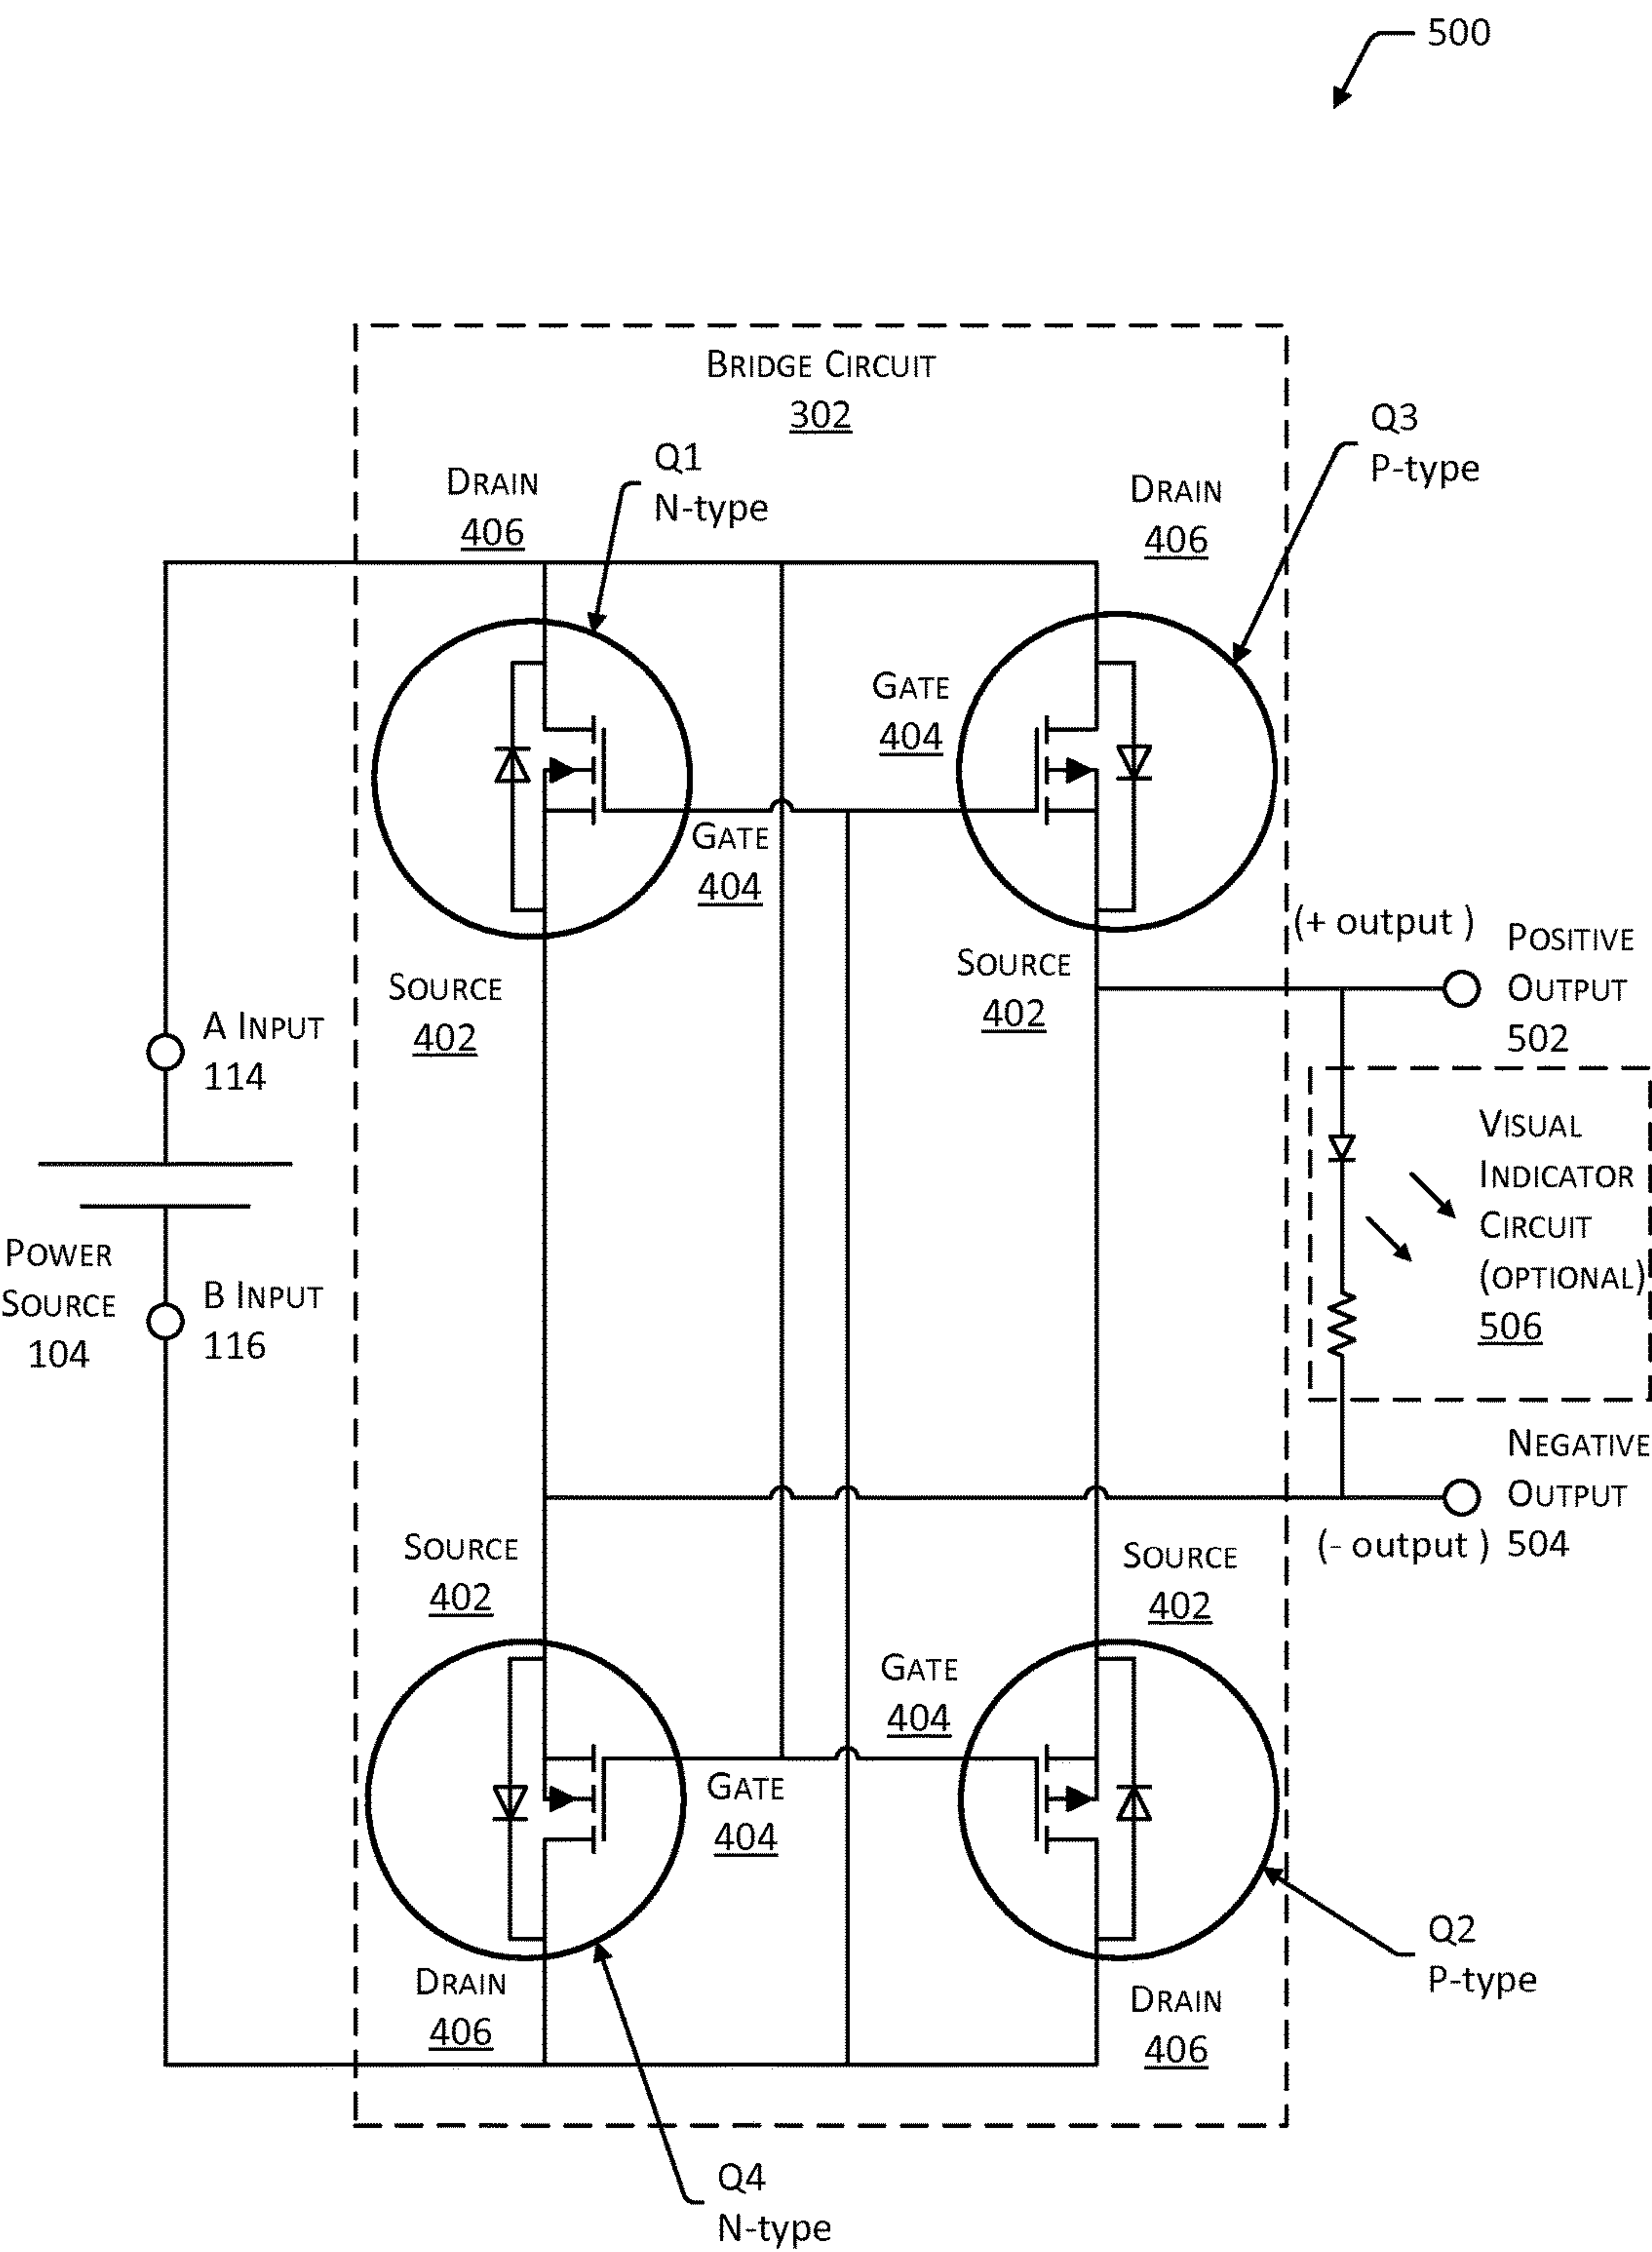 500
BRIDGE CIRCUIT
302
Q1
N-type
Q3
P-type
DRAIN
406
DRAIN
406
GATE
404
GATE
404
SOURCE
402
SOURCE
402
(+ output )
POSITIVE
OUTPUT
502
A INPUT
114
VISUAL
INDICATOR
CIRCUIT
(OPTIONAL)
506
POWER
SOURCE
104
B INPUT
116
NEGATIVE
OUTPUT
504
(- output )
SOURCE
402
SOURCE
402
GATE
404
GATE
404
Q2
P-type
DRAIN
406
DRAIN
406
Q4
N-type